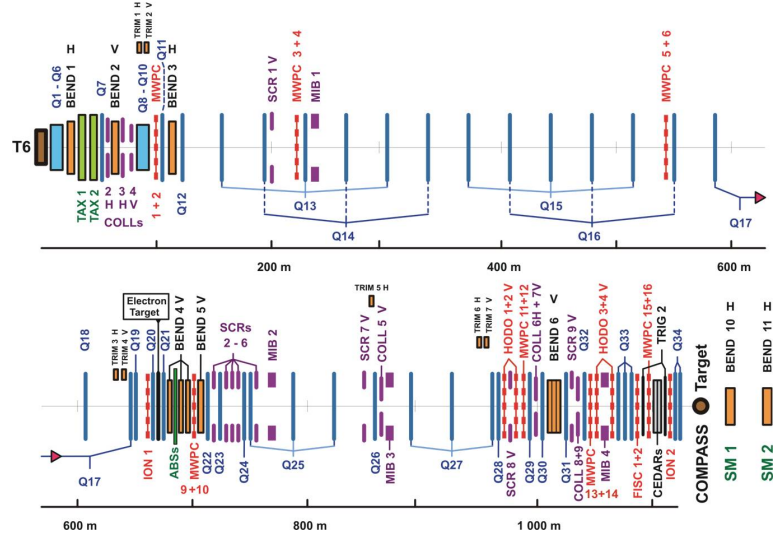 TRIM 1 H
TRIM 2 V
Q1 - Q6
BEND 1 H
Q7
BEND 2 V
Q8 - Q10
MWPC
Q11
BEND 3 H
SCR 1 V
MWPC 3 + 4
MIB 1
MWPC 5 + 6
T6
TAX 1
TAX 2
2 H
3 H
4 V
COLLs
1 + 2
Q12
Q13
Q14
Q15
Q16
Q17
200 m
400 m
Q18
TRIM 3 H
TRIM 4 V
Q19
Electron
Target
Q20
Q21
BEND 4 V
BEND 5 V
SCRs
2 - 6
MIB 2
TRIM 5 H
SCR 7 V
COLL 5 V
TRIM 6 H
TRIM 7 V
HODO 1+2 V
MWPC 11+12
COLL 6H + 7V
BEND 6 V
SCR 9 V
Q32
HODO 3+4 V
Q33
MWPC 15+16
TRIG 2
Q34
BEND 10 H
BEND 11 H
Q17
ION 1
ABSs
MWPC
9 +10
Q22
Q23
Q24
Q25
Q26
MIB 3
Q27
Q28
SCR 8 V
Q29
Q30
Q31
COLL 8+9
MWPC
13+14
MIB 4
FISC 1+2
CEDARs
ION 2
COMPASS Target
SM 1
SM 2
600 m
800 m
1 000 m